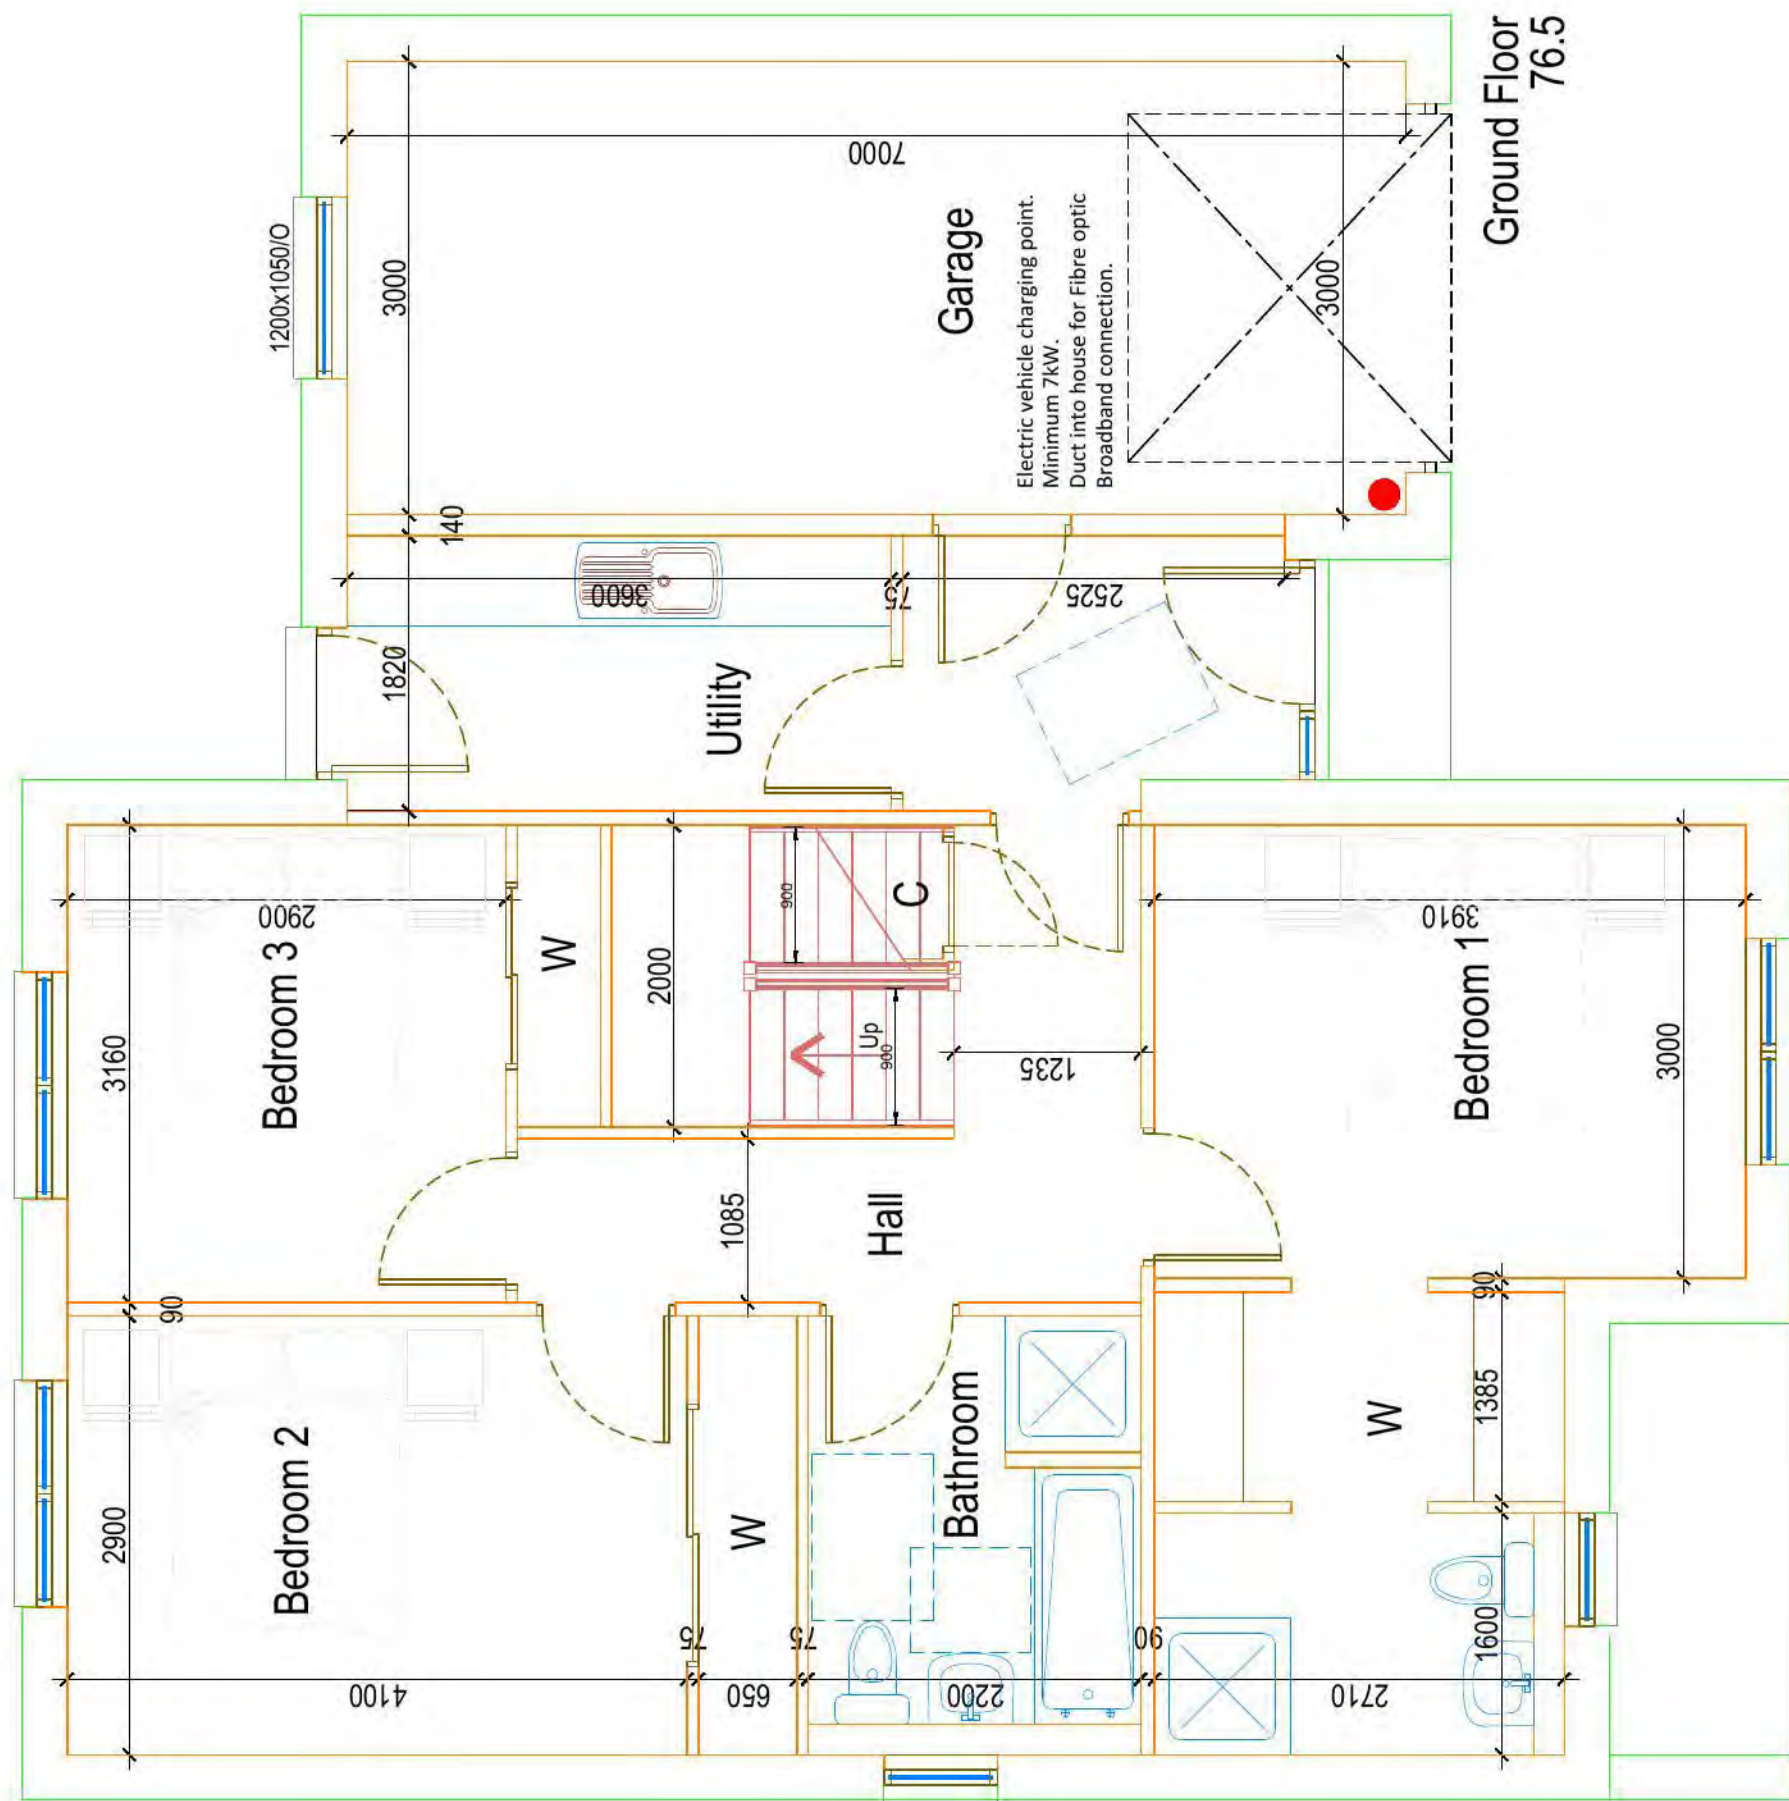 Ground Floor
76.5
1200x1050/O
3000
7000
Garage
Electric vehicle charging point.
Minimum 7kW.
Duct into house for Fibre optic
Broadband connection.
3000
140
3600
75
2525
1820
Utility
2900
3160
Bedroom 3
W
2000
900
C
Up
900
1235
3910
Bedroom 1
3000
1085
Hall
90
2900
Bedroom 2
4100
75
W
650
75
Bathroom
2200
90
90
1385
W
1600
2710